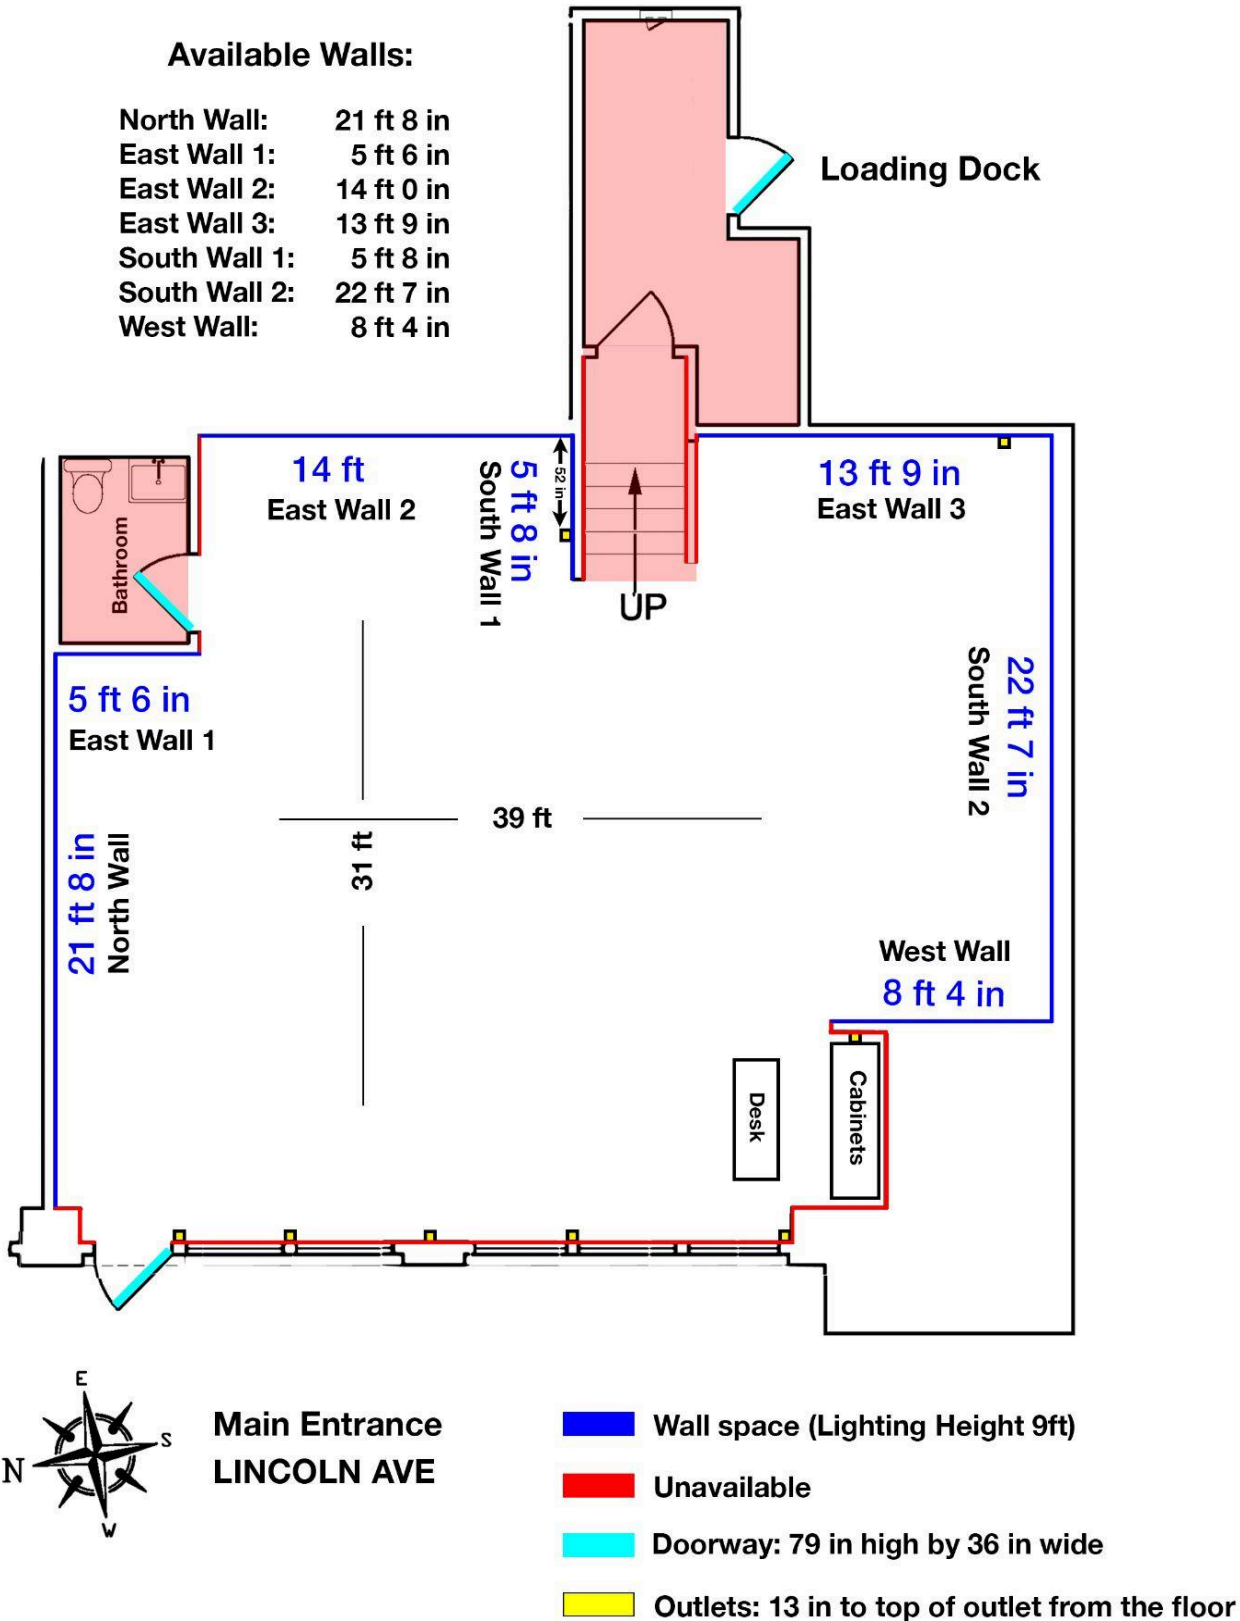 Available Walls:
North Wall: 21 ft 8 in
East Wall 1: 5 ft 6 in
East Wall 2: 14 ft 0 in
East Wall 3: 13 ft 9 in
South Wall 1: 5 ft 8 in
South Wall 2: 22 ft 7 in
West Wall: 8 ft 4 in
Loading Dock
14 ft
East Wall 2
5 ft 8 in
South Wall 1
52 in
13 ft 9 in
East Wall 3
Bathroom
UP
5 ft 6 in
East Wall 1
22 ft 7 in
South Wall 2
39 ft
31 ft
21 ft 8 in
North Wall
West Wall
8 ft 4 in
Desk
Cabinets
E
S
N
W
Main Entrance
LINCOLN AVE
Wall space (Lighting Height 9ft)
Unavailable
Doorway: 79 in high by 36 in wide
Outlets: 13 in to top of outlet from the floor